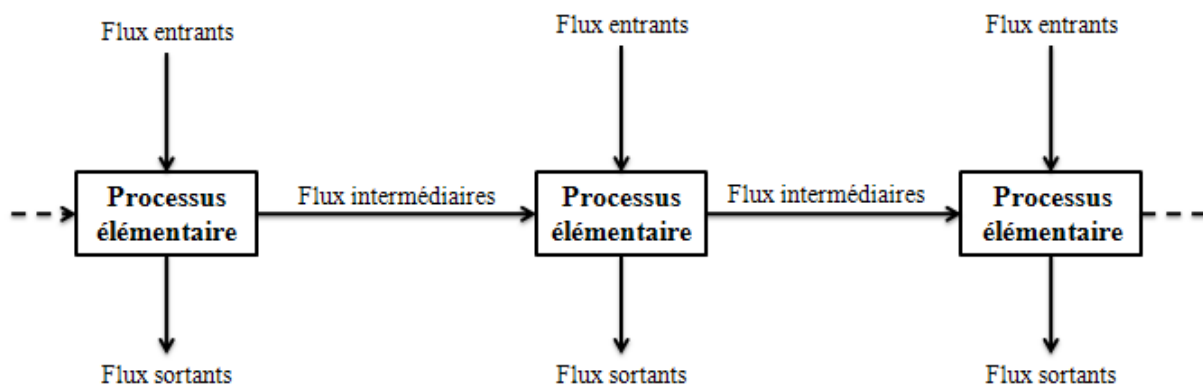 Flux entrants
Flux entrants
Flux entrants
Processus
élémentaire
Flux intermédiaires
Processus
élémentaire
Flux intermédiaires
Processus
élémentaire
Flux sortants
Flux sortants
Flux sortants